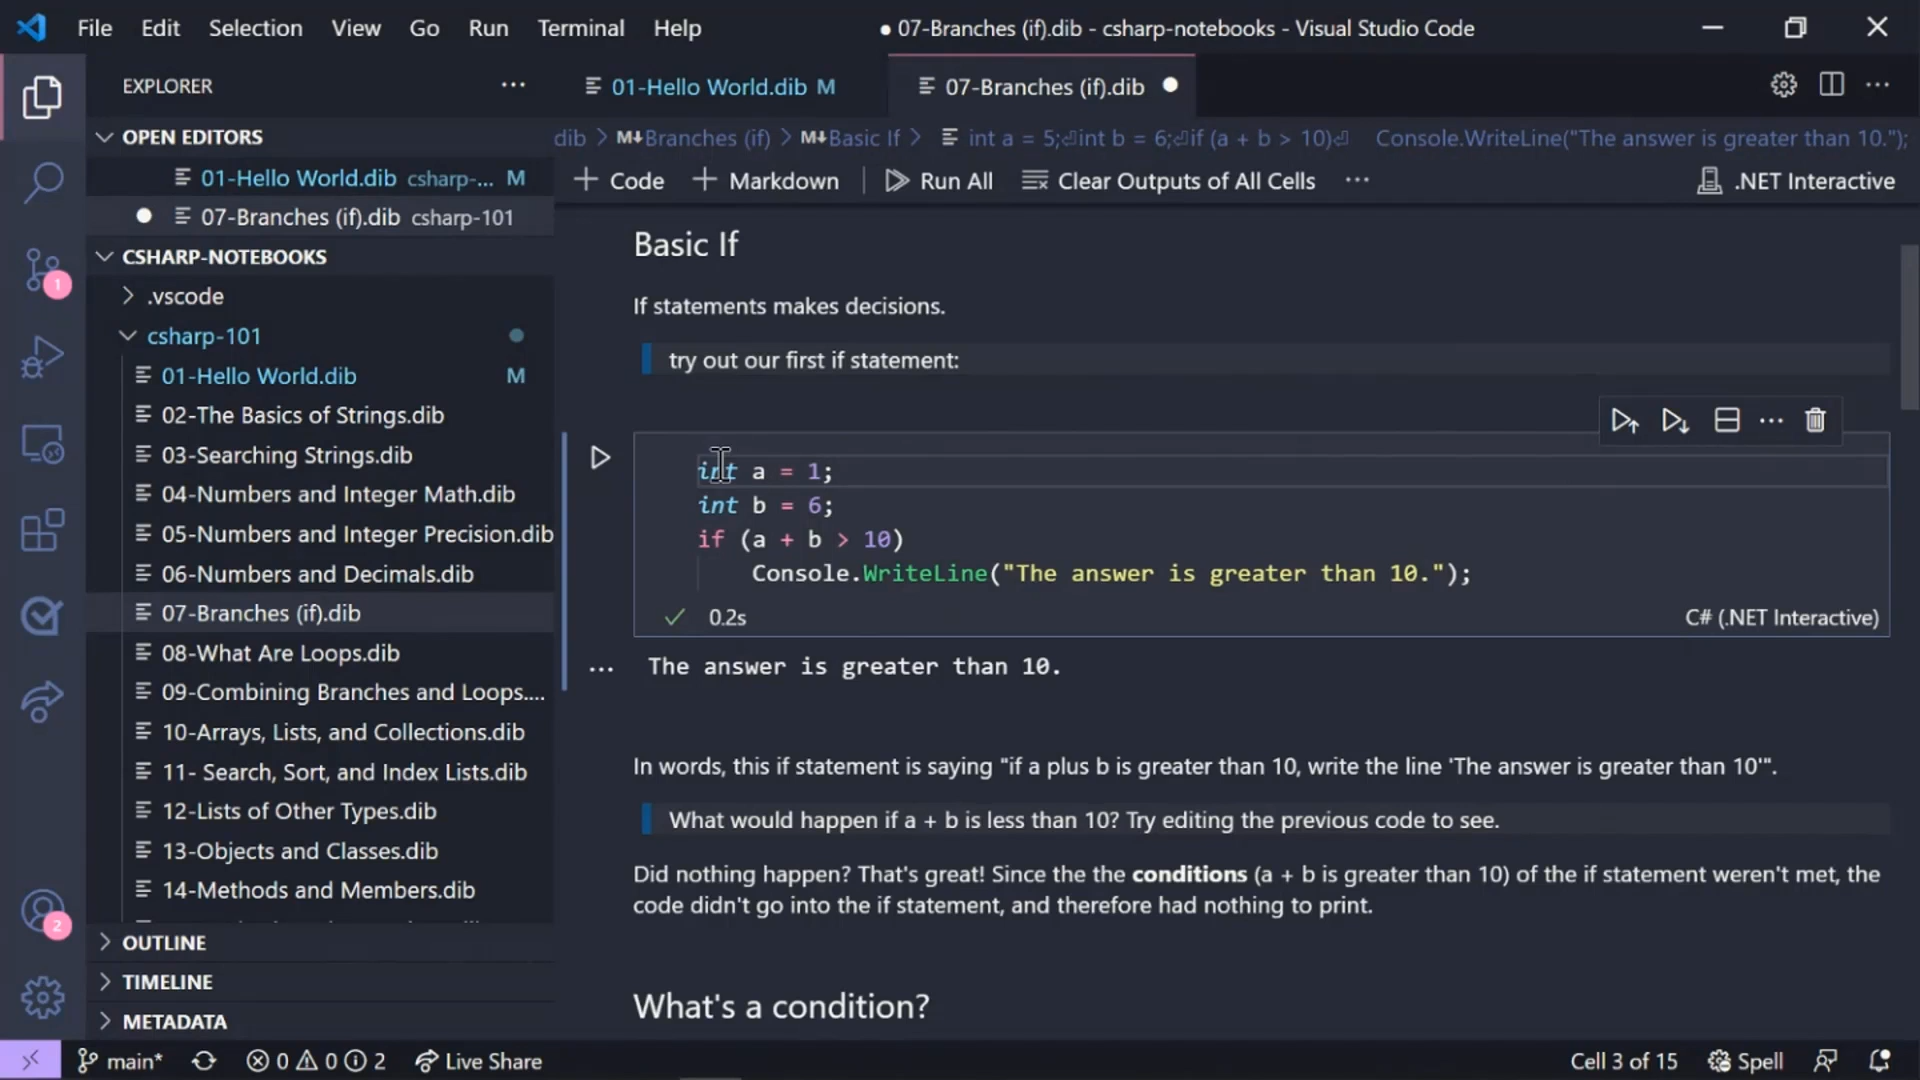 File Edit Selection View Go Run Terminal Help
● 07-Branches (if).dib - csharp-notebooks - Visual Studio Code
EXPLORER
OPEN EDITORS
01-Hello World.dib csharp-... M
07-Branches (if).dib csharp-101
CSHARP-NOTEBOOKS
.vscode
csharp-101
01-Hello World.dib M
02-The Basics of Strings.dib
03-Searching Strings.dib
04-Numbers and Integer Math.dib
05-Numbers and Integer Precision.dib
06-Numbers and Decimals.dib
07-Branches (if).dib
08-What Are Loops.dib
09-Combining Branches and Loops....
10-Arrays, Lists, and Collections.dib
11- Search, Sort, and Index Lists.dib
12-Lists of Other Types.dib
13-Objects and Classes.dib
14-Methods and Members.dib
OUTLINE
TIMELINE
METADATA
1
2
01-Hello World.dib M
07-Branches (if).dib
dib > M↓Branches (if) > M↓Basic If > int a = 5;⏎int b = 6;⏎if (a + b > 10)⏎ Console.WriteLine("The answer is greater than 10.");
+ Code + Markdown Run All Clear Outputs of All Cells ... .NET Interactive
Basic If
If statements makes decisions.
try out our first if statement:
int a = 1;
int b = 6;
if (a + b > 10)
Console.WriteLine("The answer is greater than 10.");
0.2s
C# (.NET Interactive)
The answer is greater than 10.
In words, this if statement is saying "if a plus b is greater than 10, write the line 'The answer is greater than 10'".
What would happen if a + b is less than 10? Try editing the previous code to see.
Did nothing happen? That's great! Since the the conditions (a + b is greater than 10) of the if statement weren't met, the
code didn't go into the if statement, and therefore had nothing to print.
What's a condition?
main* 0 0 2 Live Share
Cell 3 of 15 Spell